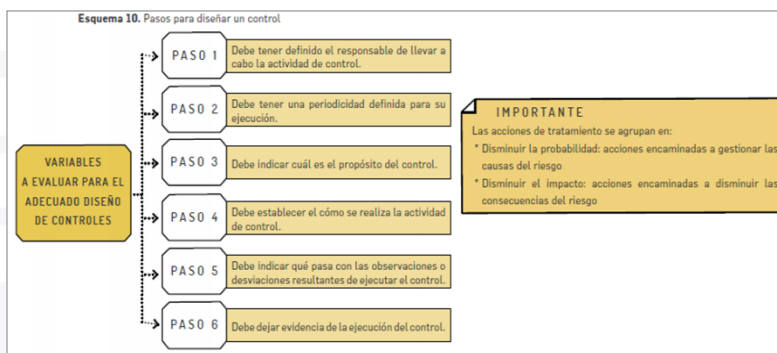 Esquema 10. Pasos para diseñar un control
VARIABLES
A EVALUAR PARA EL
ADECUADO DISEÑO
DE CONTROLES
PASO 1
Debe tener definido el responsable de llevar a
cabo la actividad de control.
PASO 2
Debe tener una periodicidad definida para su
ejecución.
PASO 3
Debe indicar cuál es el propósito del control.
PASO 4
Debe establecer el cómo se realiza la actividad
de control.
PASO 5
Debe indicar qué pasa con las observaciones o
desviaciones resultantes de ejecutar el control.
PASO 6
Debe dejar evidencia de la ejecución del control.
IMPORTANTE
Las acciones de tratamiento se agrupan en:
* Disminuir la probabilidad: acciones encaminadas a gestionar las
causas del riesgo
* Disminuir el impacto: acciones encaminadas a disminuir las
consecuencias del riesgo